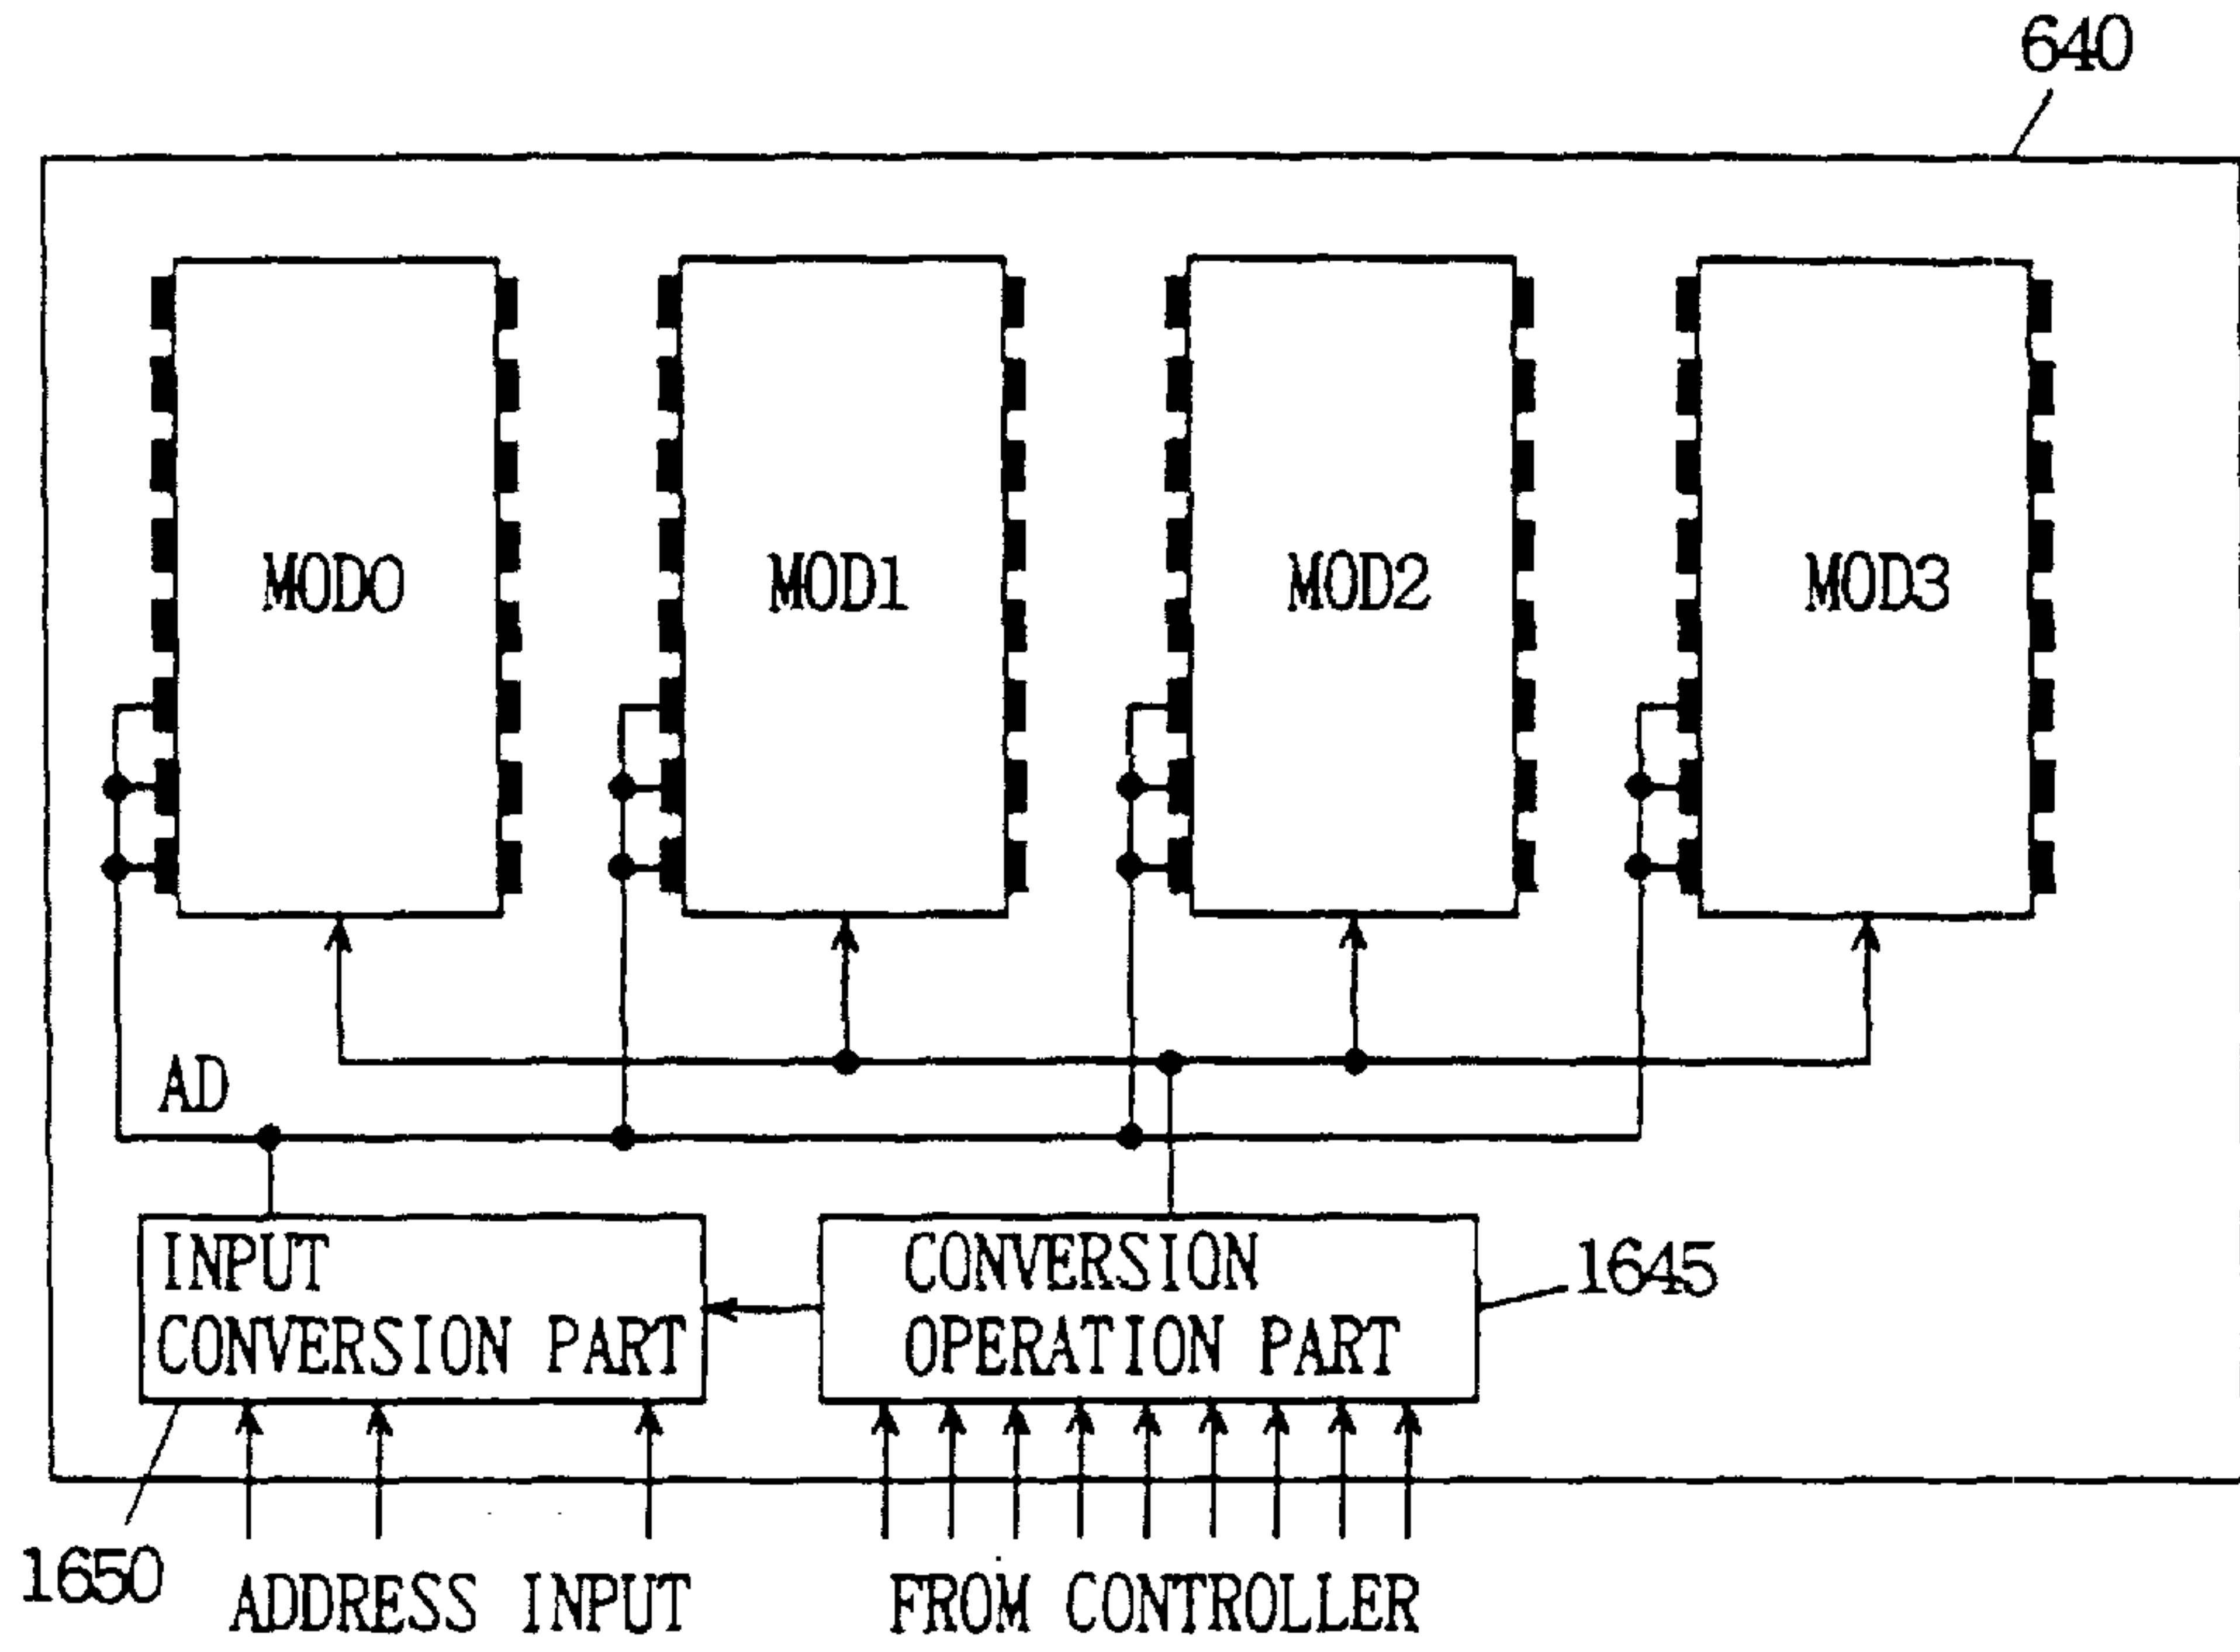 640
MOD0
MOD1
MOD2
MOD3
AD
INPUT
CONVERSION PART
CONVERSION
OPERATION PART
1645
1650
ADDRESS INPUT
FROM CONTROLLER